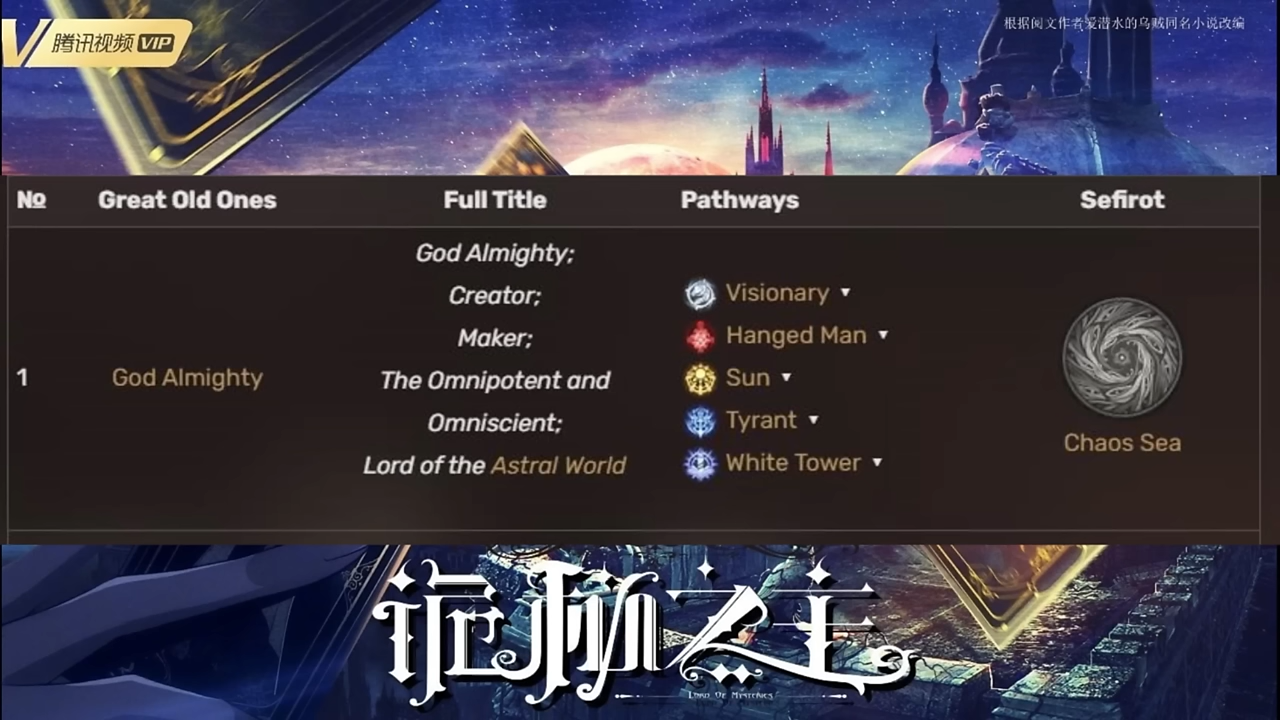 腾讯视频 VIP
根据阅文作者爱潜水的乌贼同名小说改编
№ Great Old Ones Full Title Pathways Sefirot
God Almighty;
Creator;
Maker;
1 God Almighty The Omnipotent and
Omniscient;
Lord of the Astral World
Visionary ▼
Hanged Man ▼
Sun ▼
Tyrant ▼
White Tower ▼
Chaos Sea
诡秘之主
Lord Of Mysteries